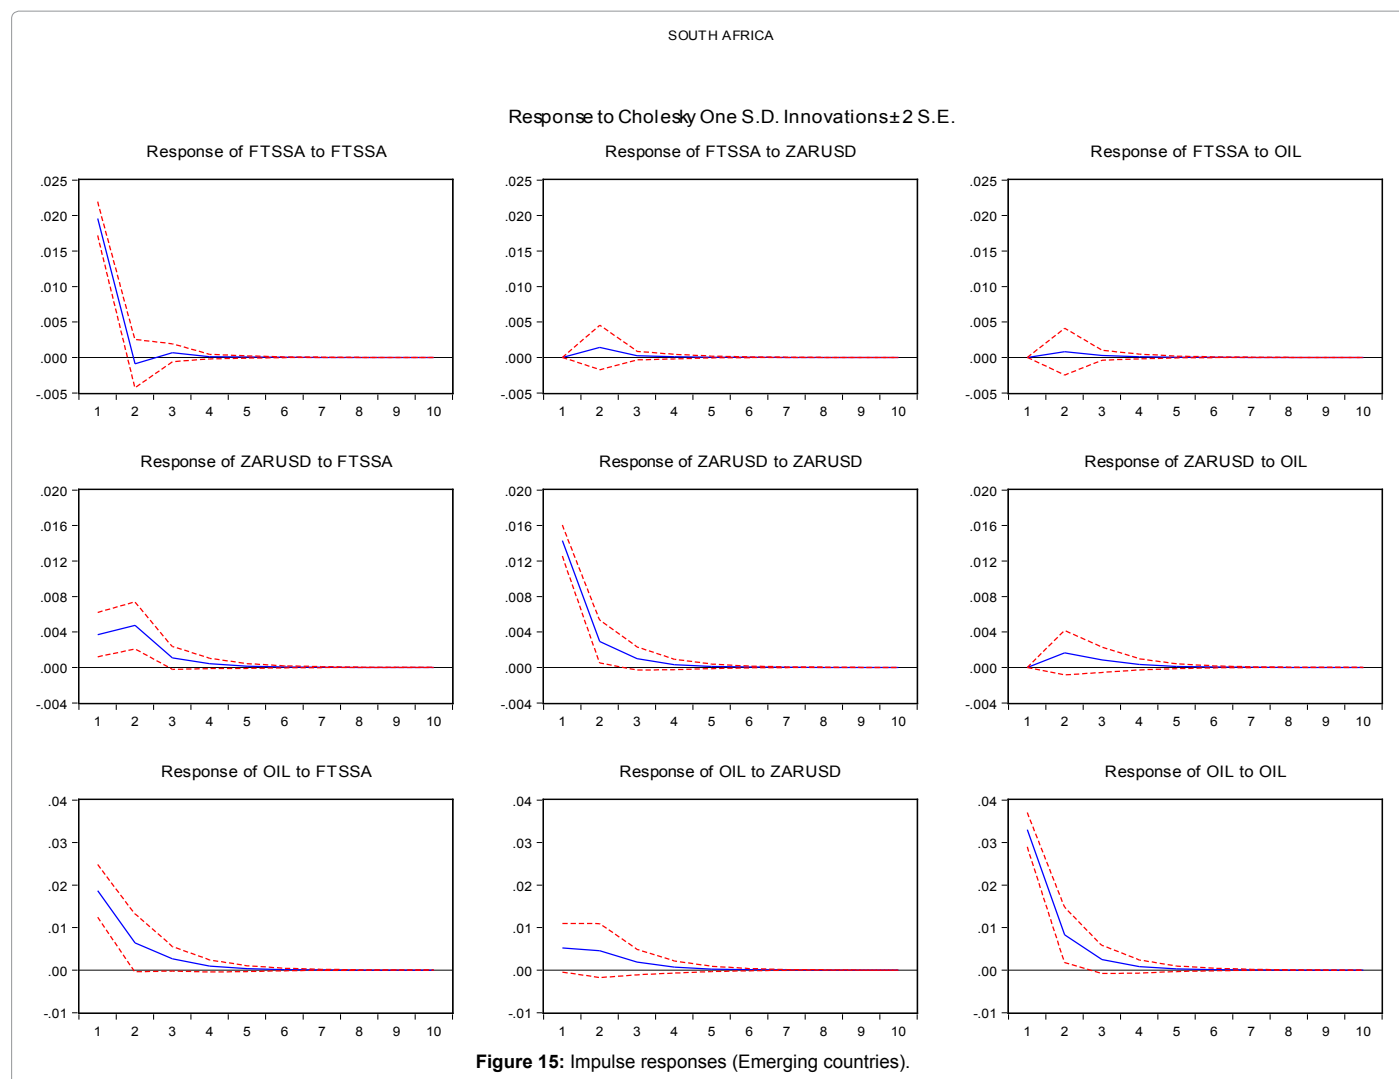 SOUTH AFRICA
Response to Cholesky One S.D. Innovations ± 2 S.E.
Response of FTSSA to FTSSA
.025
.020
.015
.010
.005
.000
-.005
1 2 3 4 5 6 7 8 9 10
Response of FTSSA to ZARUSD
.025
.020
.015
.010
.005
.000
-.005
1 2 3 4 5 6 7 8 9 10
Response of FTSSA to OIL
.025
.020
.015
.010
.005
.000
-.005
1 2 3 4 5 6 7 8 9 10
Response of ZARUSD to FTSSA
.020
.016
.012
.008
.004
.000
-.004
1 2 3 4 5 6 7 8 9 10
Response of ZARUSD to ZARUSD
.020
.016
.012
.008
.004
.000
-.004
1 2 3 4 5 6 7 8 9 10
Response of ZARUSD to OIL
.020
.016
.012
.008
.004
.000
-.004
1 2 3 4 5 6 7 8 9 10
Response of OIL to FTSSA
.04
.03
.02
.01
.00
-.01
1 2 3 4 5 6 7 8 9 10
Response of OIL to ZARUSD
.04
.03
.02
.01
.00
-.01
1 2 3 4 5 6 7 8 9 10
Response of OIL to OIL
.04
.03
.02
.01
.00
-.01
1 2 3 4 5 6 7 8 9 10
Figure 15: Impulse responses (Emerging countries).